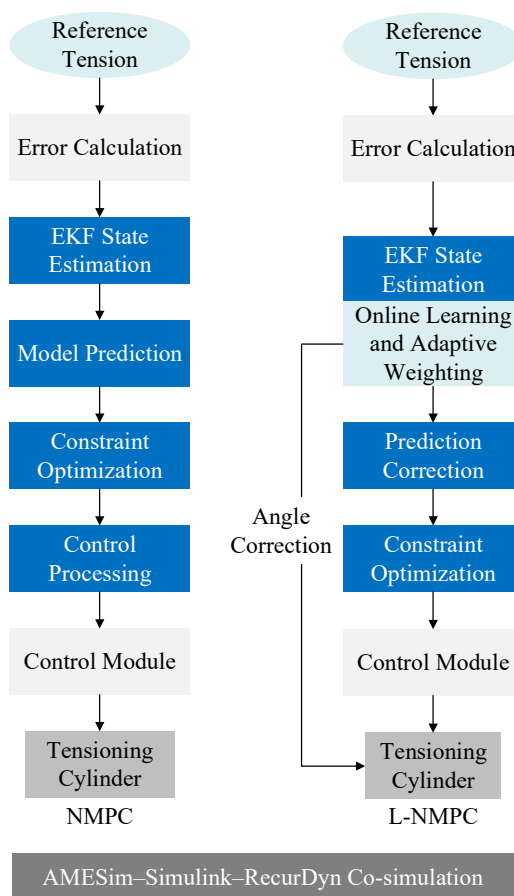 Reference
Tension
Error Calculation
EKF State
Estimation
Model Prediction
Constraint
Optimization
Control
Processing
Control Module
Tensioning
Cylinder
NMPC
Reference
Tension
Error Calculation
EKF State
Estimation
Online Learning
and Adaptive
Weighting
Prediction
Correction
Angle
Correction
Constraint
Optimization
Control Module
Tensioning
Cylinder
L-NMPC
AMESim–Simulink–RecurDyn Co-simulation